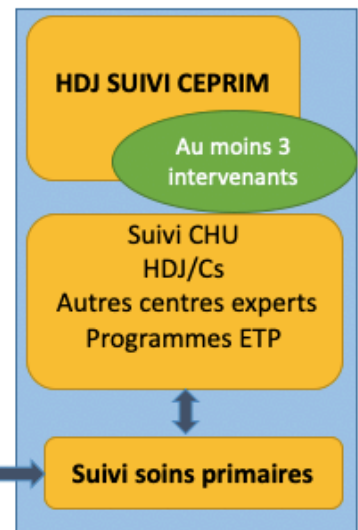 HDJ SUIVI CEPRIM
Au moins 3
intervenants
Suivi CHU
HDJ/Cs
Autres centres experts
Programmes ETP
Suivi soins primaires